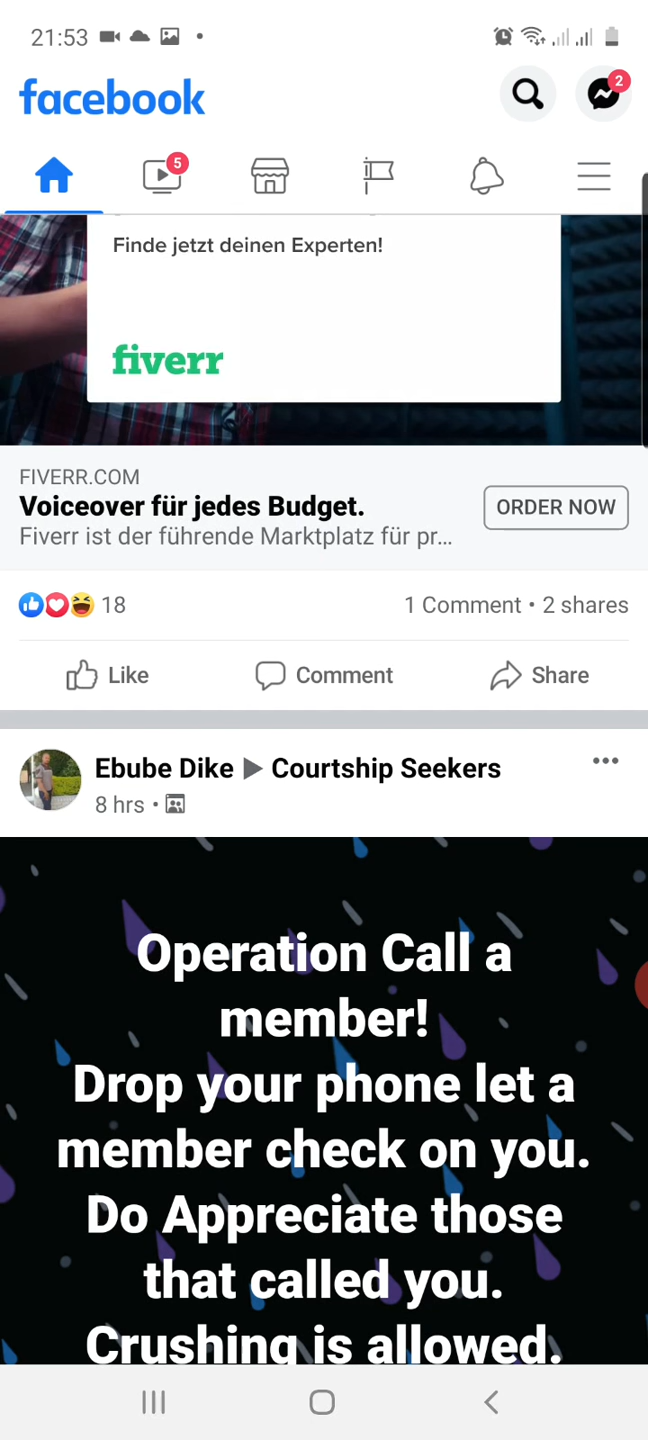 21:53
facebook
2
5
Finde jetzt deinen Experten!
fiverr
FIVERR.COM
Voiceover für jedes Budget.
Fiverr ist der führende Marktplatz für pr...
ORDER NOW
18
1 Comment • 2 shares
Like
Comment
Share
Ebube Dike ▶ Courtship Seekers
8 hrs •
Operation Call a
member!
Drop your phone let a
member check on you.
Do Appreciate those
that called you.
Crushing is allowed.